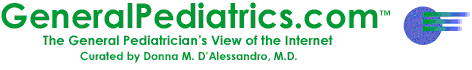 GeneralPediatrics.com™
The General Pediatrician's View of the Internet
Curated by Donna M. D'Alessandro, M.D.